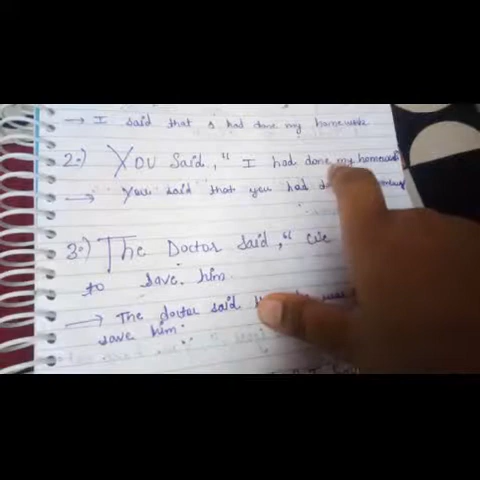 → I said that I had done my homework
2.) You Said, " I had done my homework
→ You said that you had
3.) The Doctor said, "
to save him.
→ The doctor said
save him.